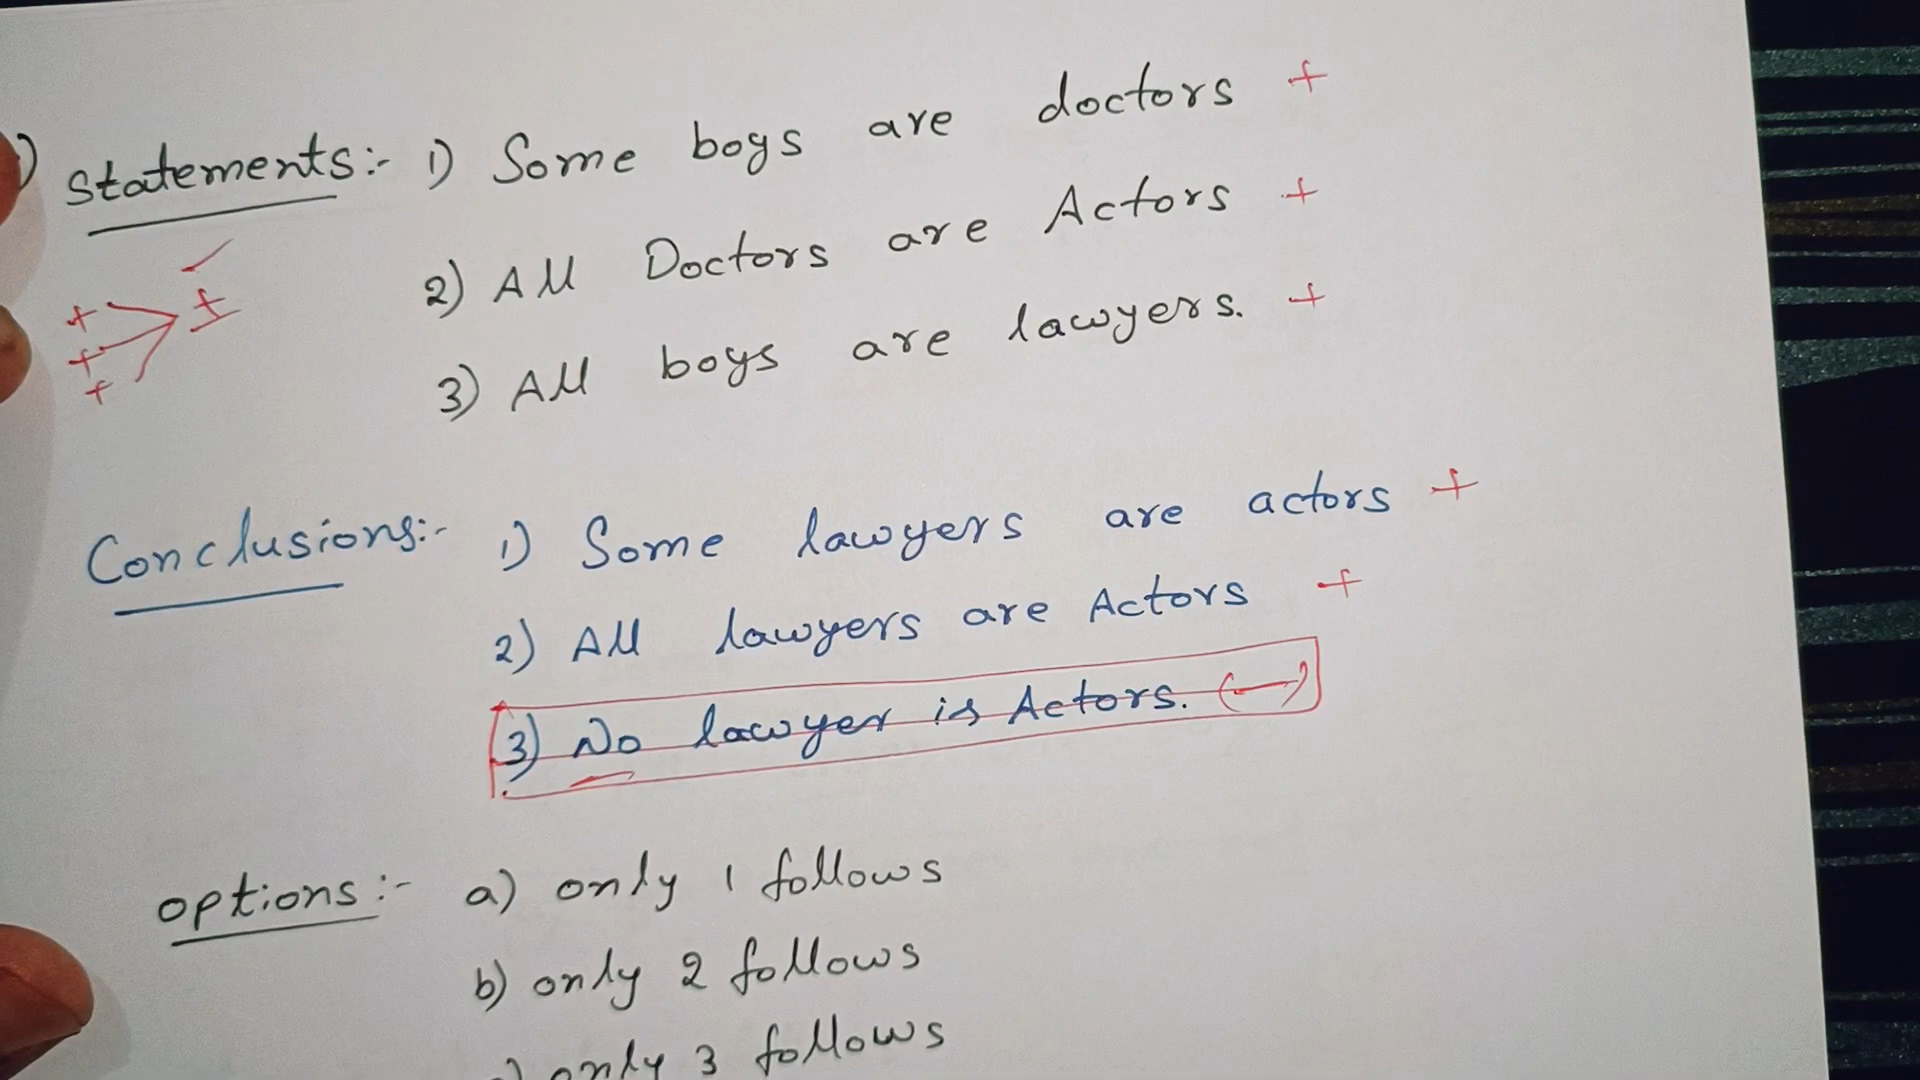 ) Statements:- 1) Some boys are doctors +
2) All Doctors are Actors +
3) All boys are lawyers. +
+ + + +
Conclusions:- 1) Some lawyers are actors +
2) All lawyers are Actors +
3) No lawyer is Actors. (-)
options:- a) only 1 follows
b) only 2 follows
) only 3 follows